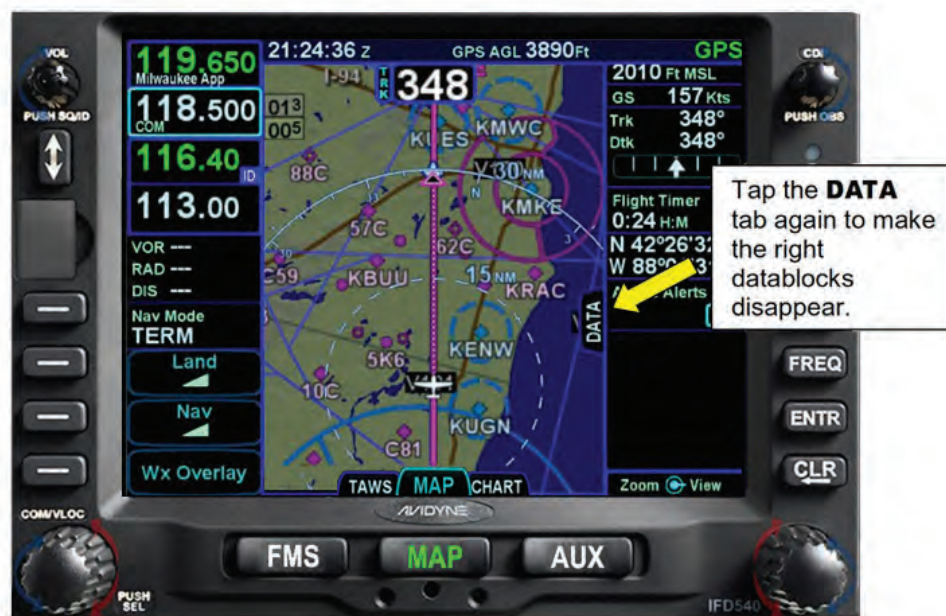 VOL
PUSH SQ/ID
119.650
Milwaukee App
118.500
COM
116.40
ID
113.00
VOR ---
RAD ---
DIS ---
Nav Mode
TERM
Land
Nav
Wx Overlay
21:24:36 Z
GPS AGL 3890Ft
GPS
TRK
348
I-94
013
005
KUES
KMWC
88C
30 NM
N
KMKE
57C
62C
C59
KBUU
15 NM
KRAC
3
30
5K6
KENW
10C
KUGN
C81
TAWS
MAP
CHART
DATA
2010 Ft MSL
GS 157 Kts
Trk 348°
Dtk 348°
Flight Timer
0:24 H:M
N 42°26'32
W 88°
Alerts
Zoom
View
CDI
PUSH OBS
Tap the DATA
tab again to make
the right
datablocks
disappear.
FREQ
ENTR
CLR
COM/VLOC
PUSH
SEL
AVIDYNE
FMS
MAP
AUX
IFD540